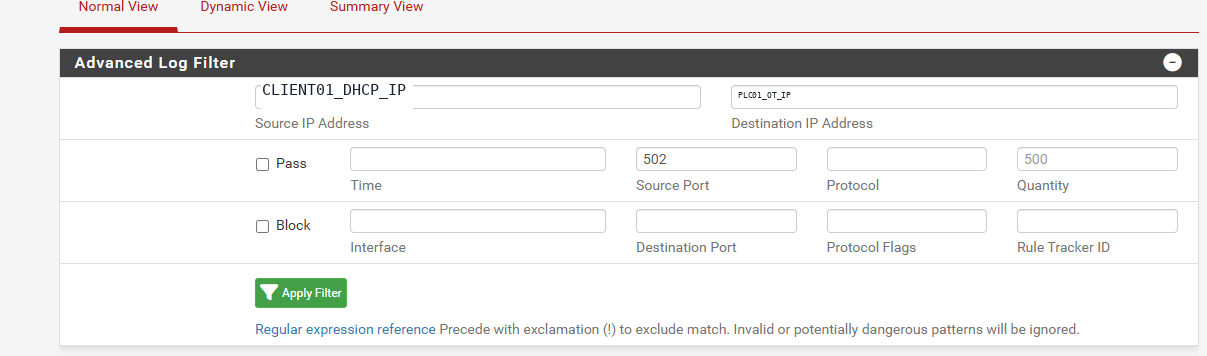 Normal View Dynamic View Summary View
Advanced Log Filter
CLIENT01_DHCP_IP PLC01_OT_IP
Source IP Address Destination IP Address
Pass 502 500
Time Source Port Protocol Quantity
Block
Interface Destination Port Protocol Flags Rule Tracker ID
Apply Filter
Regular expression reference Precede with exclamation (!) to exclude match. Invalid or potentially dangerous patterns will be ignored.